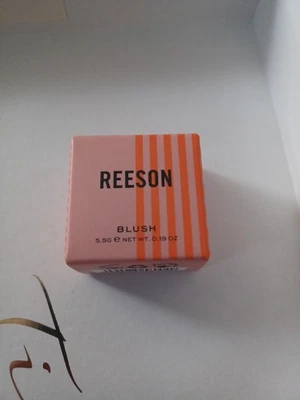 REESON
BLUSH
5.5G e NET WT. 0.19 OZ